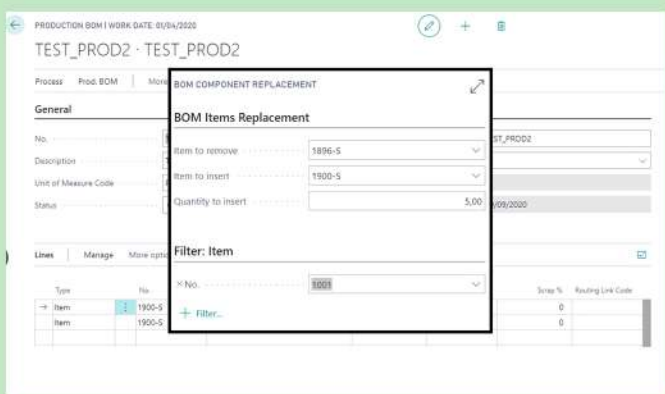 PRODUCTION BOM | WORK DATE: 01/04/2020
TEST_PROD2 · TEST_PROD2
Process Prod. BOM More
BOM COMPONENT REPLACEMENT
General
BOM Items Replacement
No. ST_PROD2
Item to remove 1896-S
Description
Item to insert 1900-S
Unit of Measure Code
Quantity to insert 5,00
Status /09/2020
Lines Manage More optio
Filter: Item
× No. 1001
Type No. Scrap % Routing Link Code
Item 1900-S 0
+ Filter...
Item 1900-S 0